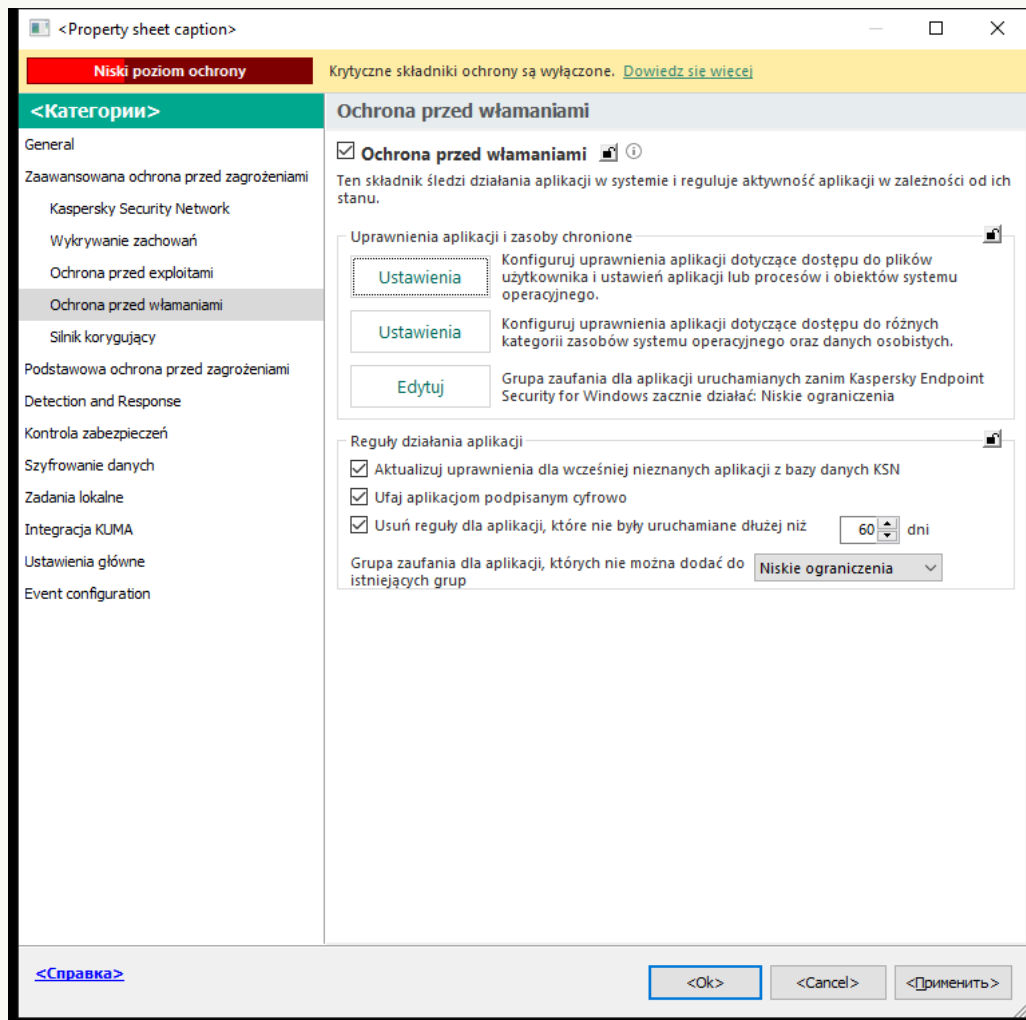 <Property sheet caption>
Niski poziom ochrony
Krytyczne składniki ochrony są wyłączone. Dowiedz się wiecej
<Категории>
General
Zaawansowana ochrona przed zagrożeniami
Kaspersky Security Network
Wykrywanie zachowań
Ochrona przed exploitami
Ochrona przed włamaniami
Silnik korygujący
Podstawowa ochrona przed zagrożeniami
Detection and Response
Kontrola zabezpieczeń
Szyfrowanie danych
Zadania lokalne
Integracja KUMA
Ustawienia główne
Event configuration
Ochrona przed włamaniami
Ochrona przed włamaniami
Ten składnik śledzi działania aplikacji w systemie i reguluje aktywność aplikacji w zależności od ich
stanu.
Uprawnienia aplikacji i zasoby chronione
Ustawienia
Konfiguruj uprawnienia aplikacji dotyczące dostępu do plików
użytkownika i ustawień aplikacji lub procesów i obiektów systemu
operacyjnego.
Ustawienia
Konfiguruj uprawnienia aplikacji dotyczące dostępu do różnych
kategorii zasobów systemu operacyjnego oraz danych osobistych.
Edytuj
Grupa zaufania dla aplikacji uruchamianych zanim Kaspersky Endpoint
Security for Windows zacznie działać: Niskie ograniczenia
Reguły działania aplikacji
Aktualizuj uprawnienia dla wcześniej nieznanych aplikacji z bazy danych KSN
Ufaj aplikacjom podpisanym cyfrowo
Usuń reguły dla aplikacji, które nie były uruchamiane dłużej niż 60 dni
Grupa zaufania dla aplikacji, których nie można dodać do
istniejących grup
Niskie ograniczenia
<Справка>
<Ok>
<Cancel>
<Применить>